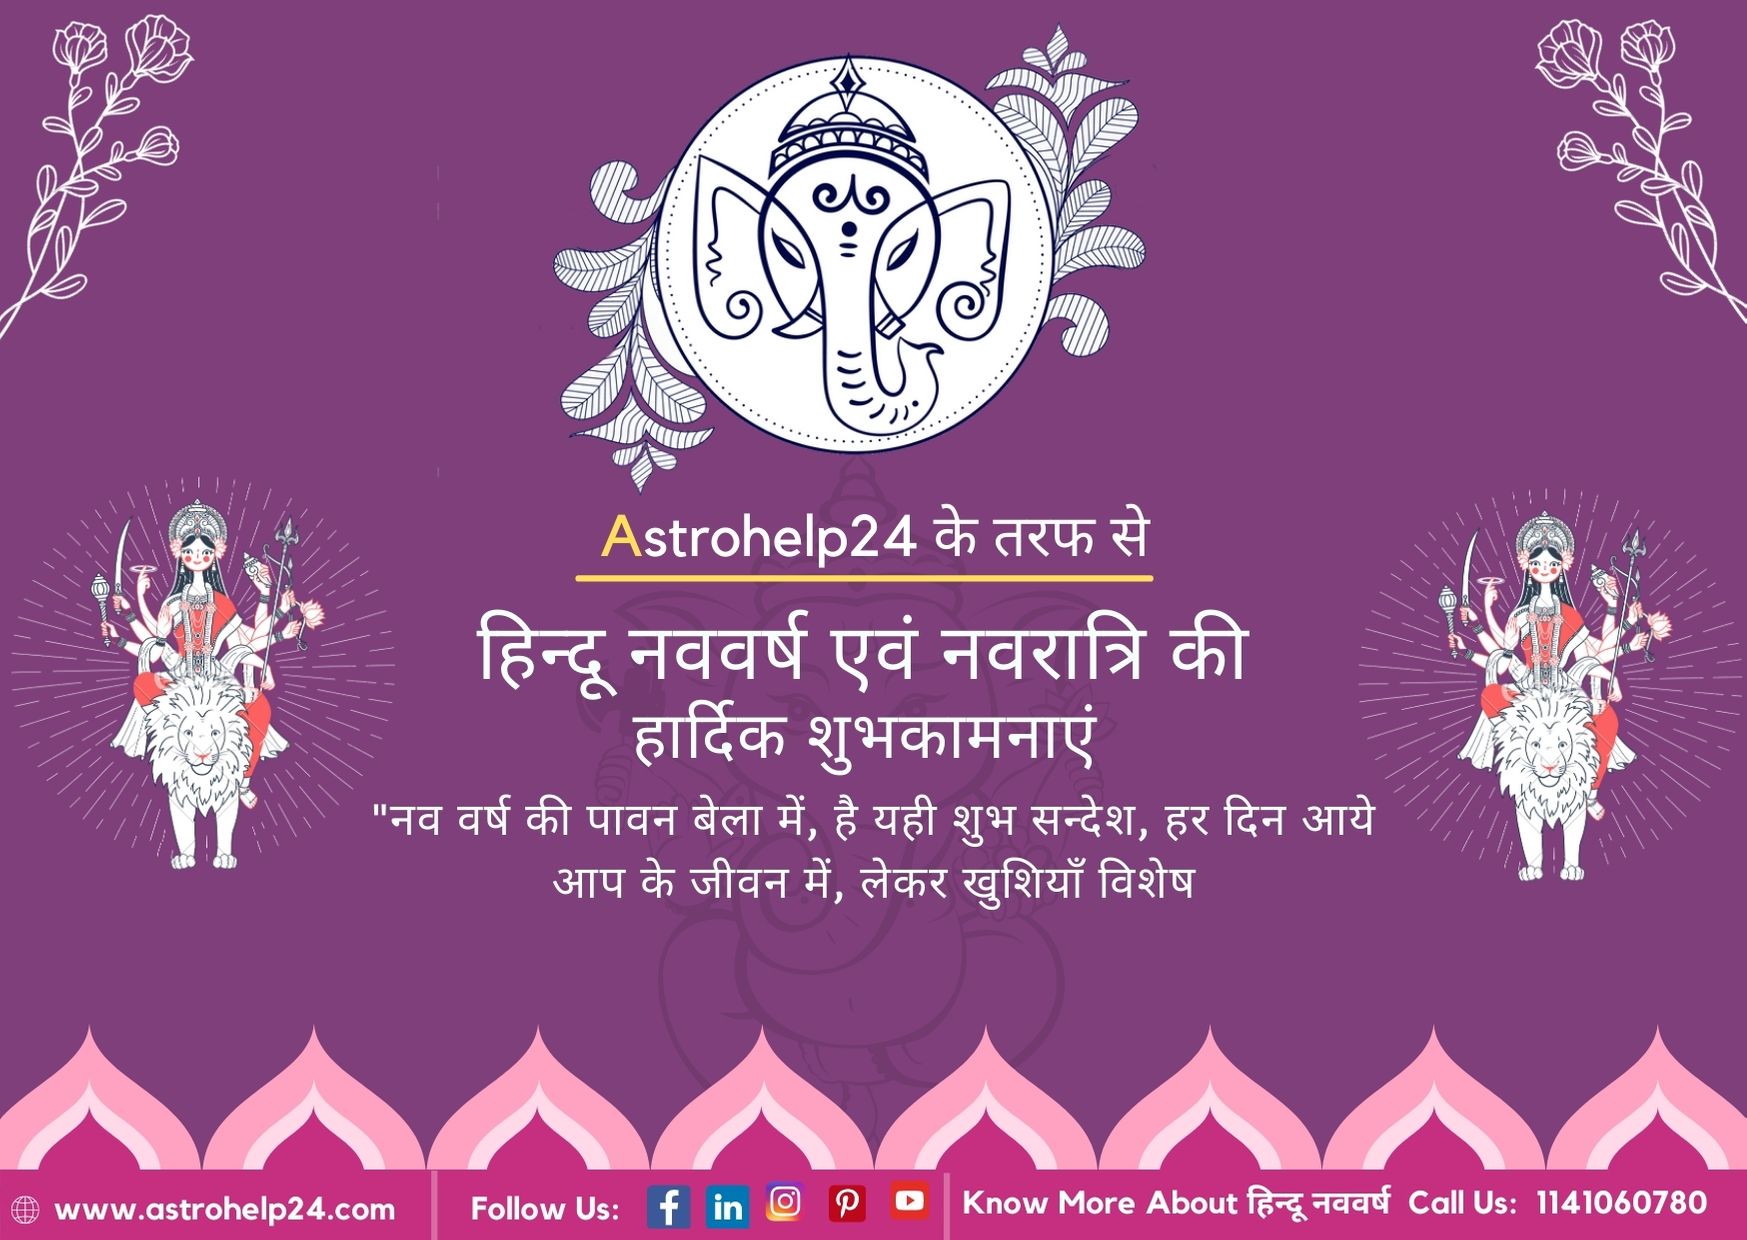 Astrohelp24 के तरफ से
हिन्दू नववर्ष एवं नवरात्रि की
हार्दिक शुभकामनाएं
"नव वर्ष की पावन बेला में, है यही शुभ सन्देश, हर दिन आये
आप के जीवन में, लेकर खुशियाँ विशेष
www.astrohelp24.com Follow Us: Know More About हिन्दू नववर्ष Call Us: 1141060780